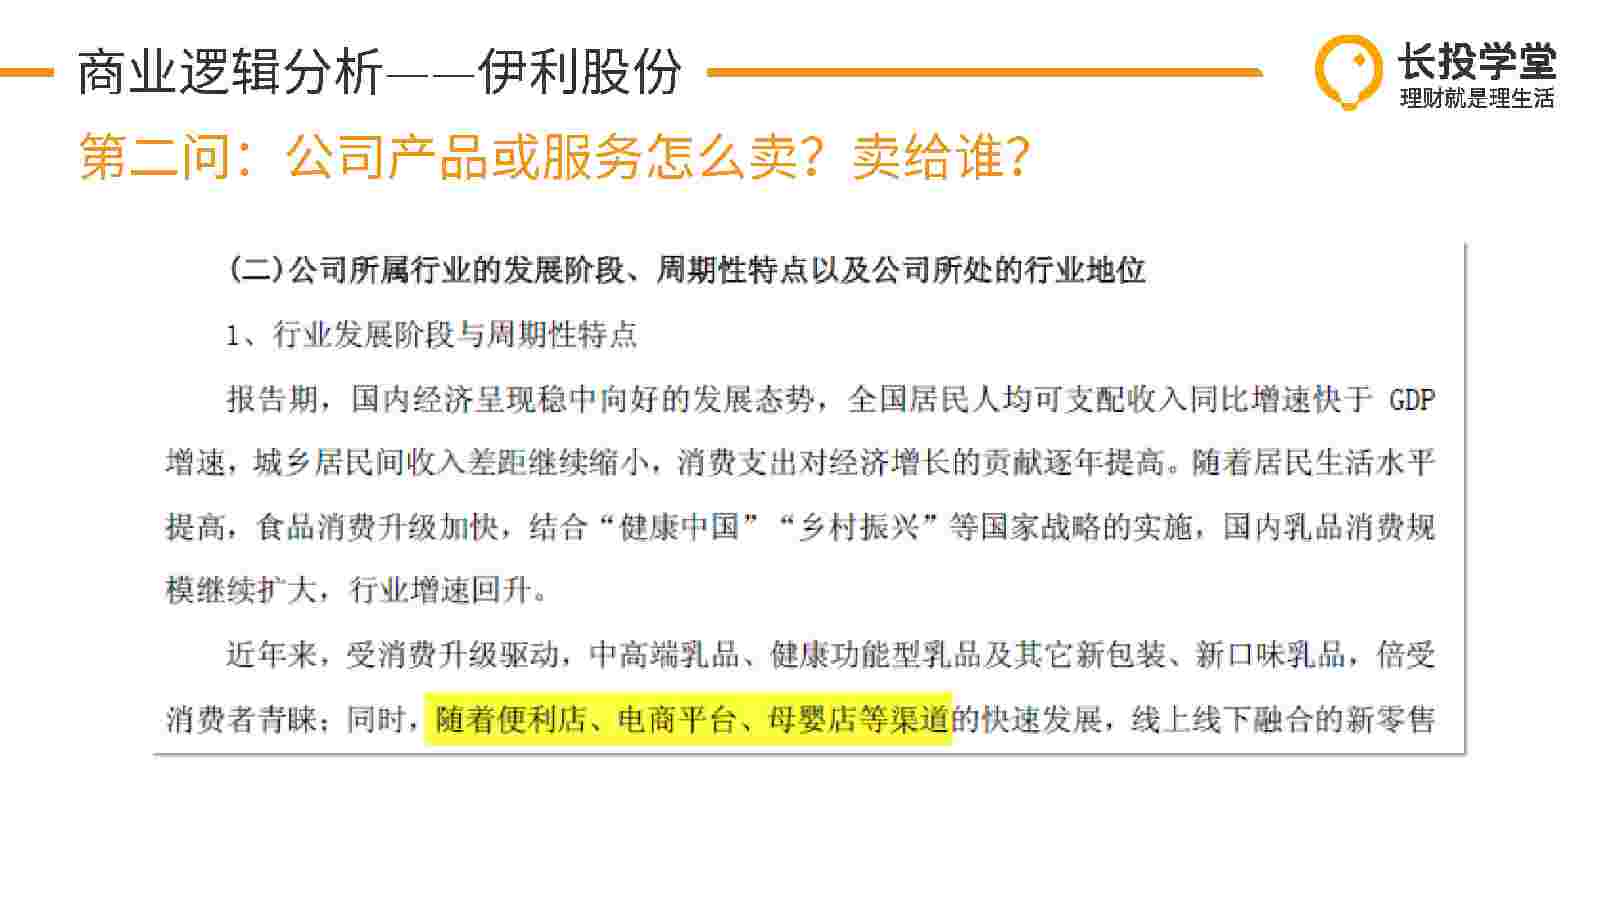 商业逻辑分析——伊利股份
长投学堂
理财就是理生活
第二问：公司产品或服务怎么卖？卖给谁？
(二)公司所属行业的发展阶段、周期性特点以及公司所处的行业地位
1、行业发展阶段与周期性特点
报告期，国内经济呈现稳中向好的发展态势，全国居民人均可支配收入同比增速快于 GDP
增速，城乡居民间收入差距继续缩小，消费支出对经济增长的贡献逐年提高。随着居民生活水平
提高，食品消费升级加快，结合“健康中国”“乡村振兴”等国家战略的实施，国内乳品消费规
模继续扩大，行业增速回升。
近年来，受消费升级驱动，中高端乳品、健康功能型乳品及其它新包装、新口味乳品，倍受
消费者青睐；同时，随着便利店、电商平台、母婴店等渠道的快速发展，线上线下融合的新零售